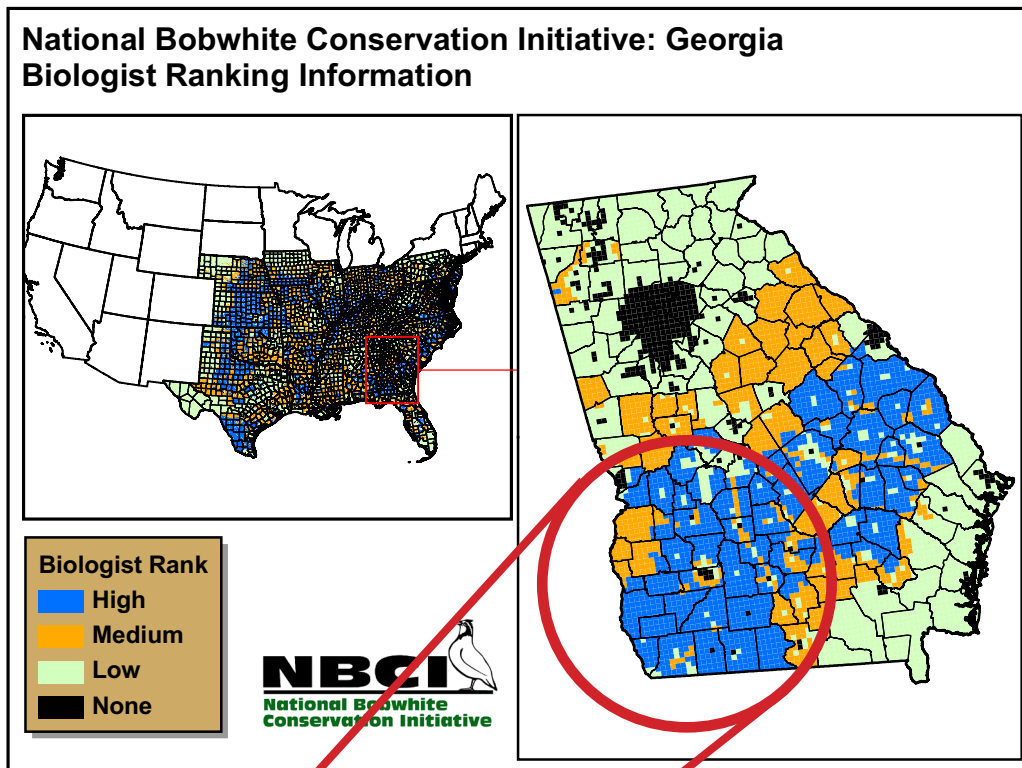 National Bobwhite Conservation Initiative: Georgia
Biologist Ranking Information
Biologist Rank
High
Medium
Low
None
NBCI
National Bobwhite
Conservation Initiative